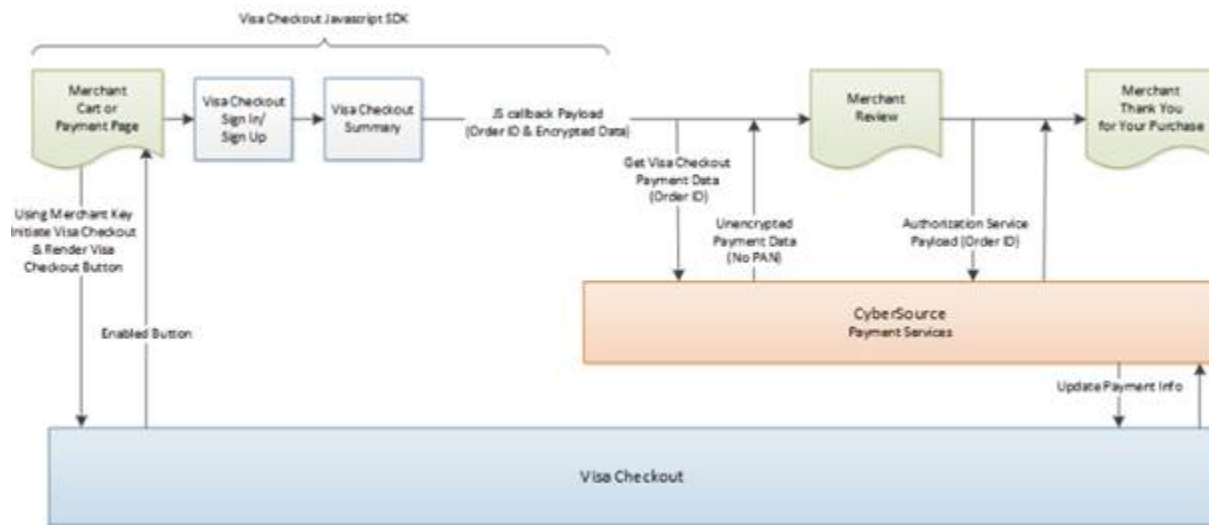 Visa Checkout Javascript SDK
Merchant
Cart or
Payment Page
Visa Checkout
Sign In/
Sign Up
Visa Checkout
Summary
JS callback Payload
(Order ID & Encrypted Data)
Merchant
Review
Merchant
Thank You
for Your Purchase
Get Visa Checkout
Payment Data
(Order ID)
Using Merchant Key
Initiate Visa Checkout
& Render Visa
Checkout Button
Unencrypted
Payment Data
(No PAN)
Authorization Service
Payload (Order ID)
CyberSource
Payment Services
Enabled Button
Update Payment Info
Visa Checkout